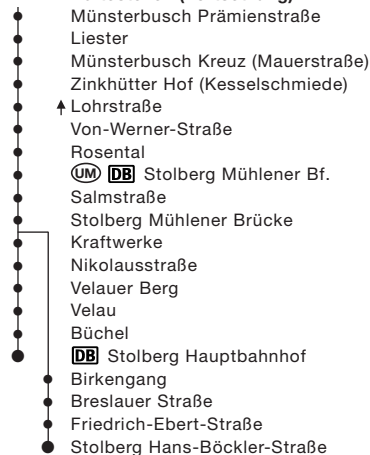 Münsterbusch Prämienstraße
Liester
Münsterbusch Kreuz (Mauerstraße)
Zinkhütter Hof (Kesselschmiede)
Lohrstraße
Von-Werner-Straße
Rosental
UM DB Stolberg Mühlener Bf.
Salmstraße
Stolberg Mühlener Brücke
Kraftwerke
Nikolausstraße
Velauer Berg
Velau
Büchel
DB Stolberg Hauptbahnhof
Birkengang
Breslauer Straße
Friedrich-Ebert-Straße
Stolberg Hans-Böckler-Straße